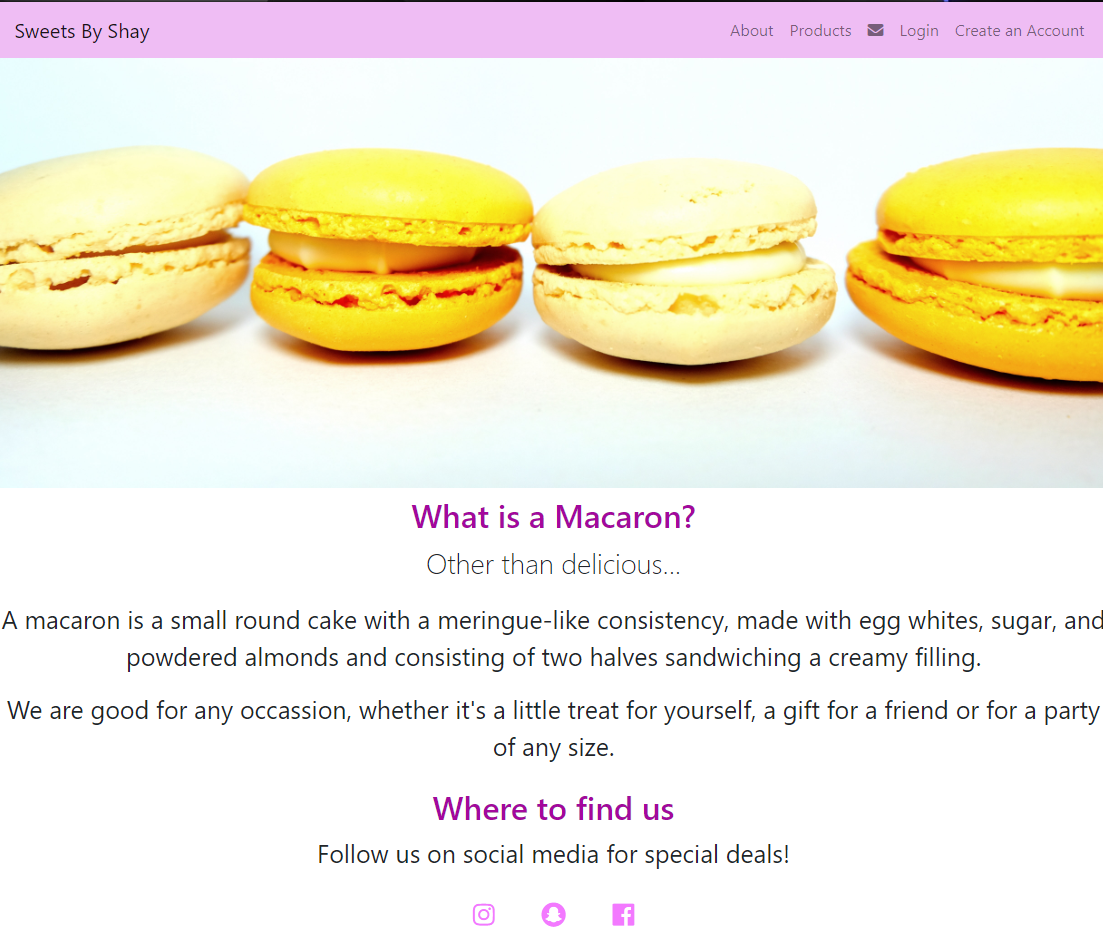 Sweets By Shay
About Products Login Create an Account
What is a Macaron?
Other than delicious...
A macaron is a small round cake with a meringue-like consistency, made with egg whites, sugar, and
powdered almonds and consisting of two halves sandwiching a creamy filling.
We are good for any occassion, whether it's a little treat for yourself, a gift for a friend or for a party
of any size.
Where to find us
Follow us on social media for special deals!